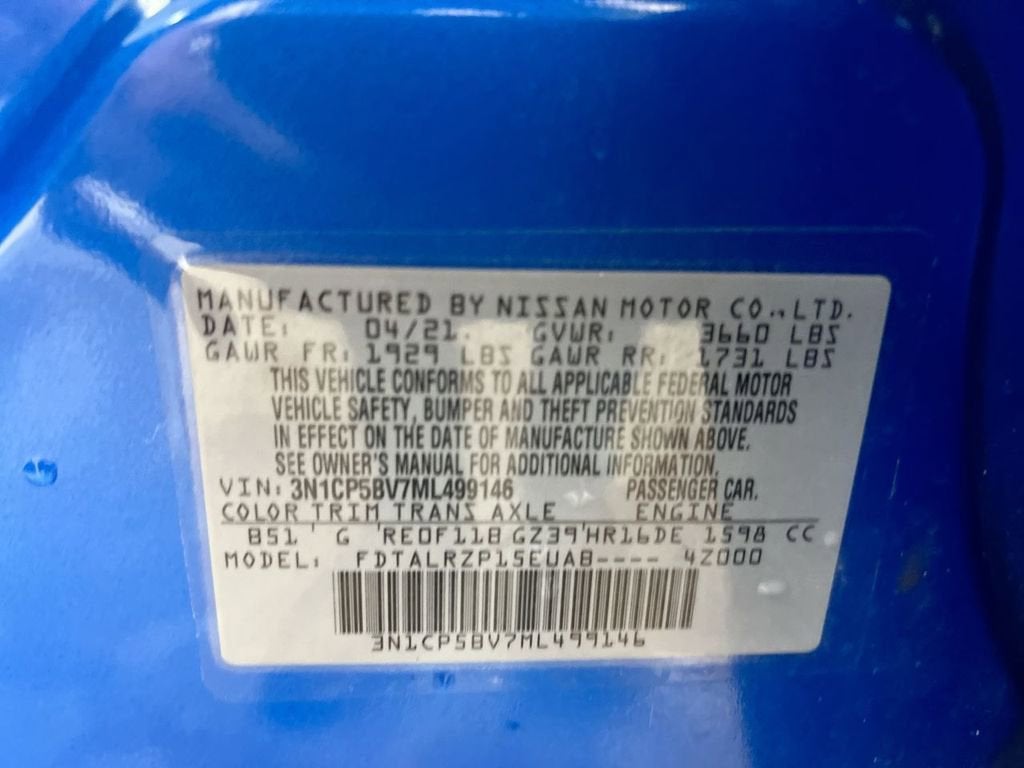 MANUFACTURED BY NISSAN MOTOR CO.,LTD.
DATE: 04/21. GVWR: 3660 LBS
GAWR FR: 1929 LBS GAWR RR: 1731 LBS
THIS VEHICLE CONFORMS TO ALL APPLICABLE FEDERAL MOTOR
VEHICLE SAFETY, BUMPER AND THEFT PREVENTION STANDARDS
IN EFFECT ON THE DATE OF MANUFACTURE SHOWN ABOVE.
SEE OWNER'S MANUAL FOR ADDITIONAL INFORMATION.
VIN: 3N1CP5BV7ML499146 PASSENGER CAR.
COLOR TRIM TRANS AXLE ENGINE
B51 ' G 'RE0F11B GZ39'HR16DE 1598 CC
MODEL: FDTALRZP15EUAB---- 4Z000
3N1CP5BV7ML499146